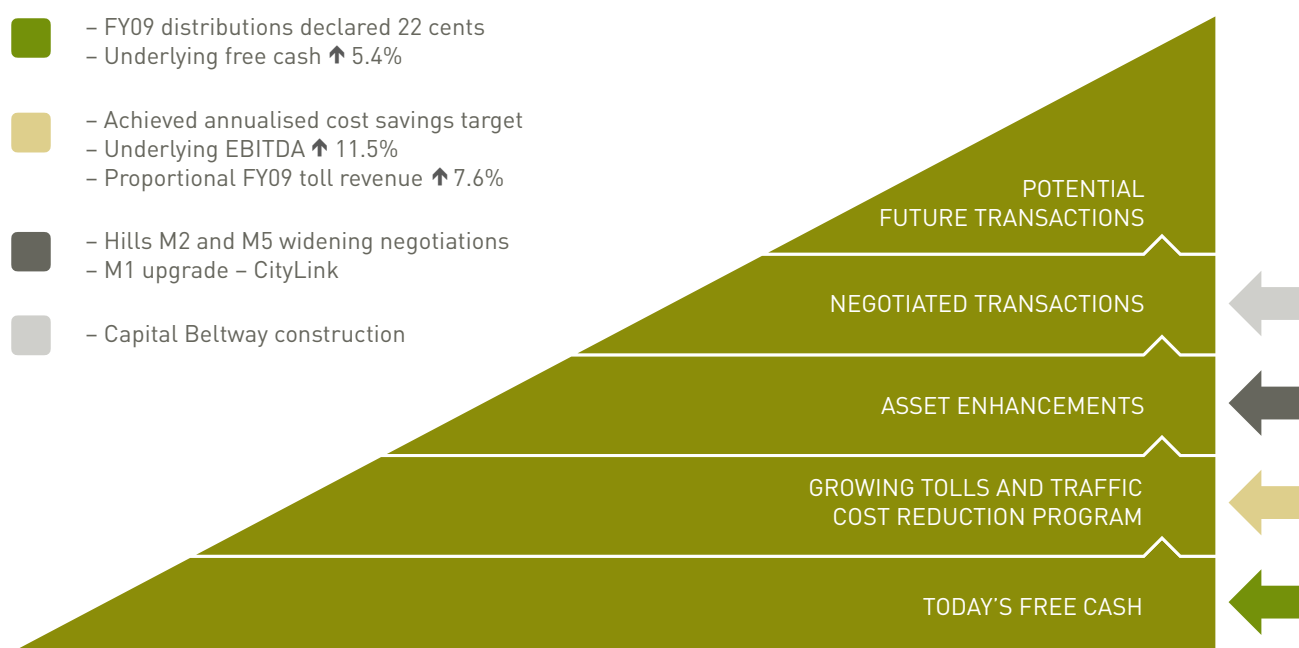 – FY09 distributions declared 22 cents
– Underlying free cash ↑ 5.4%
– Achieved annualised cost savings target
– Underlying EBITDA ↑ 11.5%
– Proportional FY09 toll revenue ↑ 7.6%
– Hills M2 and M5 widening negotiations
– M1 upgrade – CityLink
– Capital Beltway construction
POTENTIAL
FUTURE TRANSACTIONS
NEGOTIATED TRANSACTIONS
ASSET ENHANCEMENTS
GROWING TOLLS AND TRAFFIC
COST REDUCTION PROGRAM
TODAY'S FREE CASH